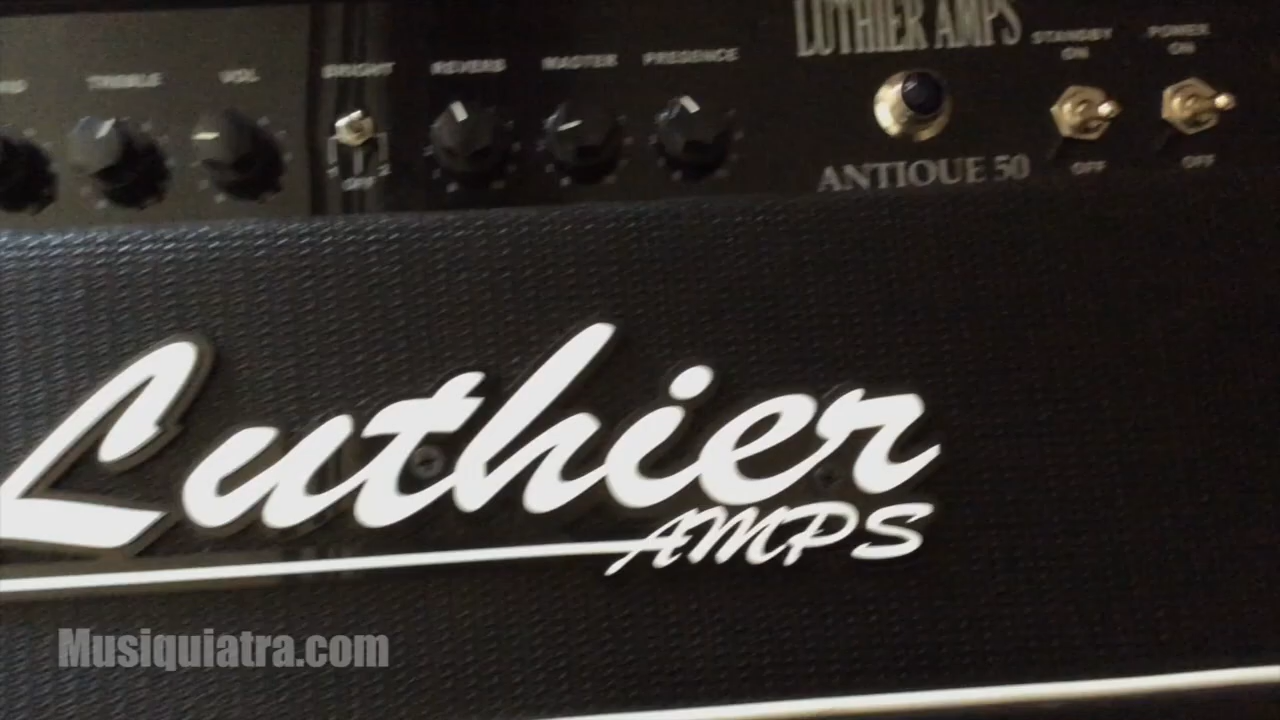 LUTHIER AMPS
STANDBY
ON
POWER
ON
TREBLE
VOL
BRIGHT
REVERB
MASTER
PRESENCE
OFF
ANTIQUE 50
OFF
OFF
Luthier
AMPS
Musiquiatra.com